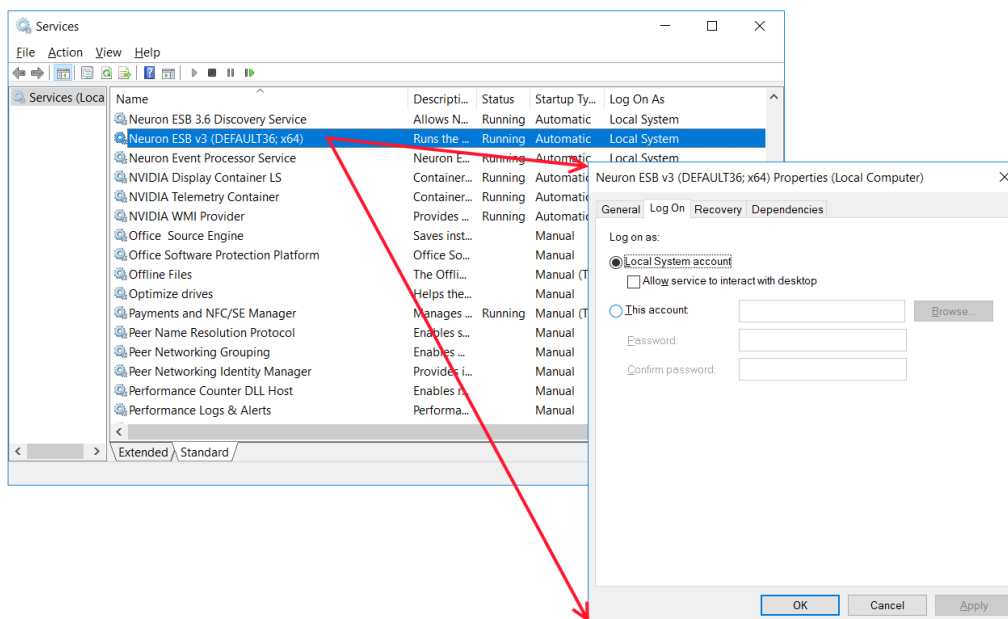 Services
File Action View Help
Services (Loca
Name Descripti... Status Startup Ty... Log On As
Neuron ESB 3.6 Discovery Service Allows N... Running Automatic Local System
Neuron ESB v3 (DEFAULT36; x64) Runs the ... Running Automatic Local System
Neuron Event Processor Service Neuron E... Running Automatic Local System
NVIDIA Display Container LS Container... Running Automatic
NVIDIA Telemetry Container Container... Running Automatic
NVIDIA WMI Provider Provides ... Running Automatic
Office Source Engine Saves inst... Manual
Office Software Protection Platform Office So... Manual
Offline Files The Offli... Manual (T
Optimize drives Helps the... Manual
Payments and NFC/SE Manager Manages ... Running Manual (T
Peer Name Resolution Protocol Enables s... Manual
Peer Networking Grouping Enables ... Manual
Peer Networking Identity Manager Provides i... Manual
Performance Counter DLL Host Enables r... Manual
Performance Logs & Alerts Performa... Manual
Extended Standard
Neuron ESB v3 (DEFAULT36; x64) Properties (Local Computer)
General Log On Recovery Dependencies
Log on as:
Local System account
Allow service to interact with desktop
This account: Browse...
Password:
Confirm password:
OK Cancel Apply